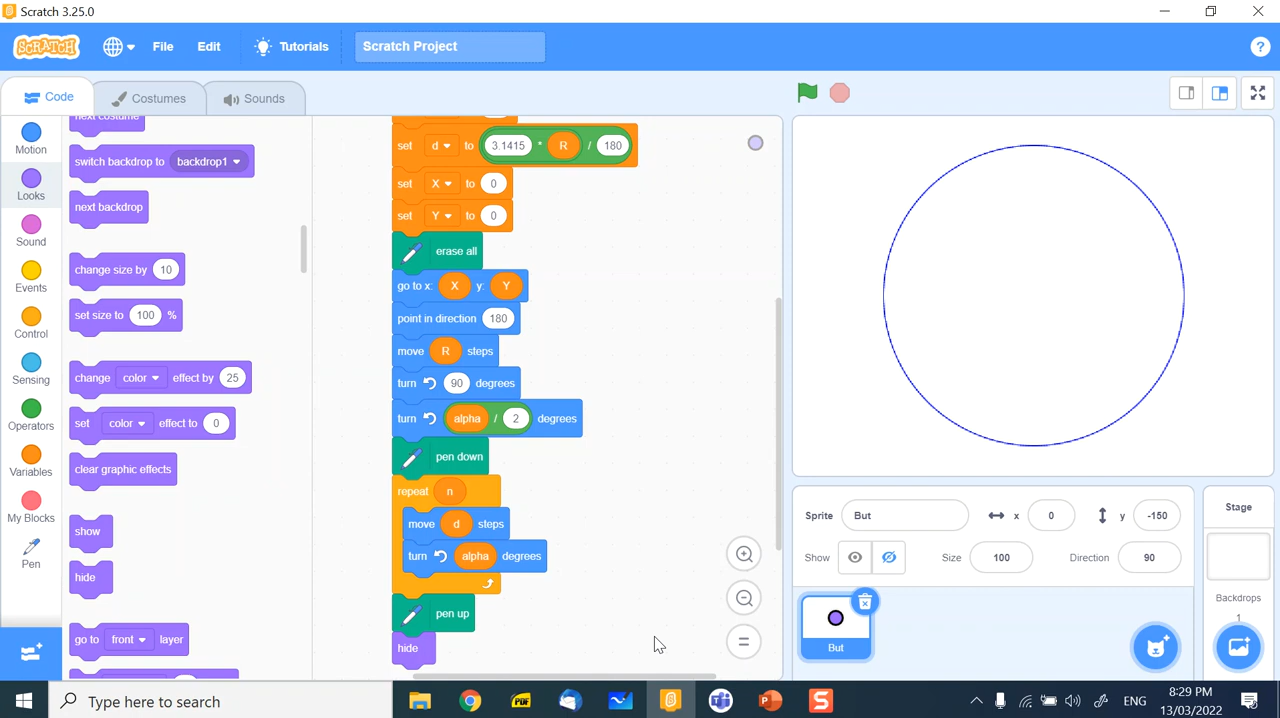 Scratch 3.25.0
SCRATCH
File
Edit
Tutorials
Scratch Project
?
Code
Costumes
Sounds
Motion
Looks
Sound
Events
Control
Sensing
Operators
Variables
My Blocks
Pen
next costume
switch backdrop to backdrop1
next backdrop
change size by 10
set size to 100 %
change color effect by 25
set color effect to 0
clear graphic effects
show
hide
go to front layer
set d to 3.1415 * R / 180
set X to 0
set Y to 0
erase all
go to x: X y: Y
point in direction 180
move R steps
turn 90 degrees
turn alpha / 2 degrees
pen down
repeat n
move d steps
turn alpha degrees
pen up
hide
Sprite But x 0 y -150
Show Size 100 Direction 90
But
Stage
Backdrops
1
Type here to search
PDF
ENG
8:29 PM
13/03/2022